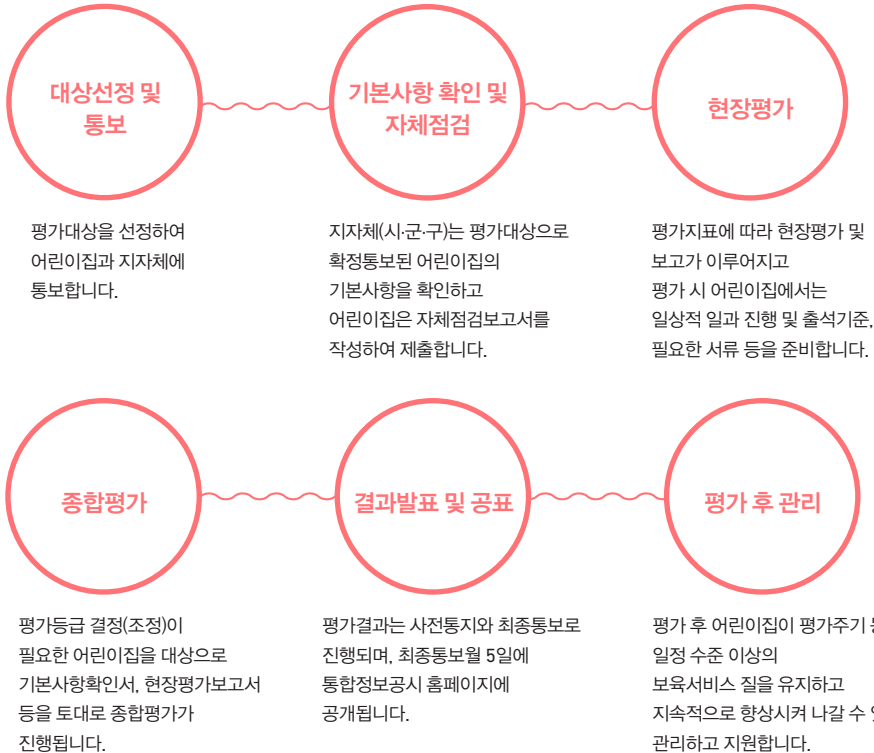 대상선정 및
통보
기본사항 확인 및
자체점검
현장평가
평가대상을 선정하여
어린이집과 지자체에
통보합니다.
지자체(시·군·구)는 평가대상으로
확정통보된 어린이집의
기본사항을 확인하고
어린이집은 자체점검보고서를
작성하여 제출합니다.
평가지표에 따라 현장평가 및
보고가 이루어지고
평가 시 어린이집에서는
일상적 일과 진행 및 출석기준,
필요한 서류 등을 준비합니다.
종합평가
결과발표 및 공표
평가 후 관리
평가등급 결정(조정)이
필요한 어린이집을 대상으로
기본사항확인서, 현장평가보고서
등을 토대로 종합평가가
진행됩니다.
평가결과는 사전통지와 최종통보로
진행되며, 최종통보월 5일에
통합정보공시 홈페이지에
공개됩니다.
평가 후 어린이집이 평가주기
일정 수준 이상의
보육서비스 질을 유지하고
지속적으로 향상시켜 나갈 수
관리하고 지원합니다.